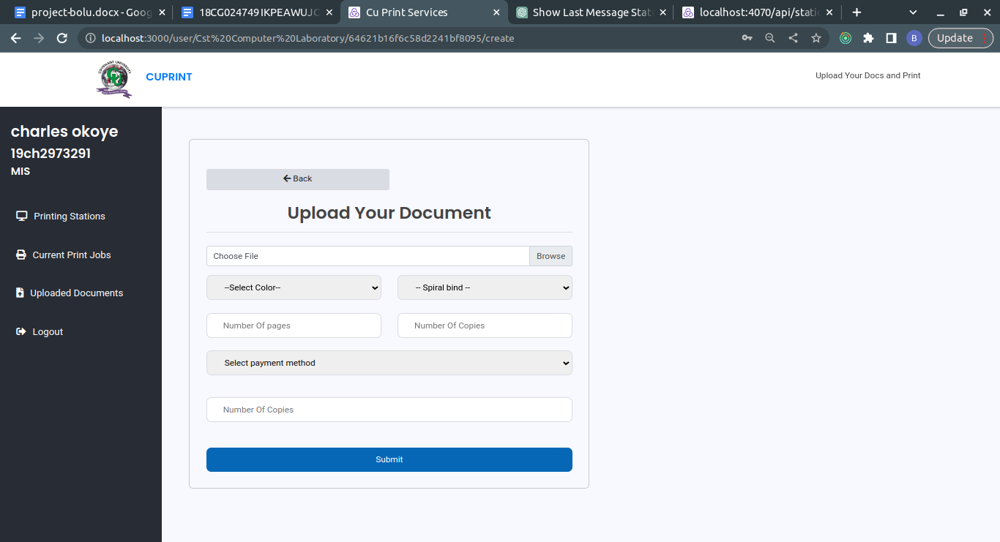 project-bolu.docx - Goog
18CG024749 IKPEAWUJO
Cu Print Services
Show Last Message Stat
localhost:4070/api/static
localhost:3000/user/Cst%20Computer%20Laboratory/64621b16f6c58d2241bf8095/create
B
Update
COVENANT UNIVERSITY
CUPRINT
Upload Your Docs and Print
charles okoye
19ch2973291
MIS
Printing Stations
Current Print Jobs
Uploaded Documents
Logout
Back
Upload Your Document
Choose File
Browse
--Select Color--
-- Spiral bind --
Number Of pages
Number Of Copies
Select payment method
Number Of Copies
Submit